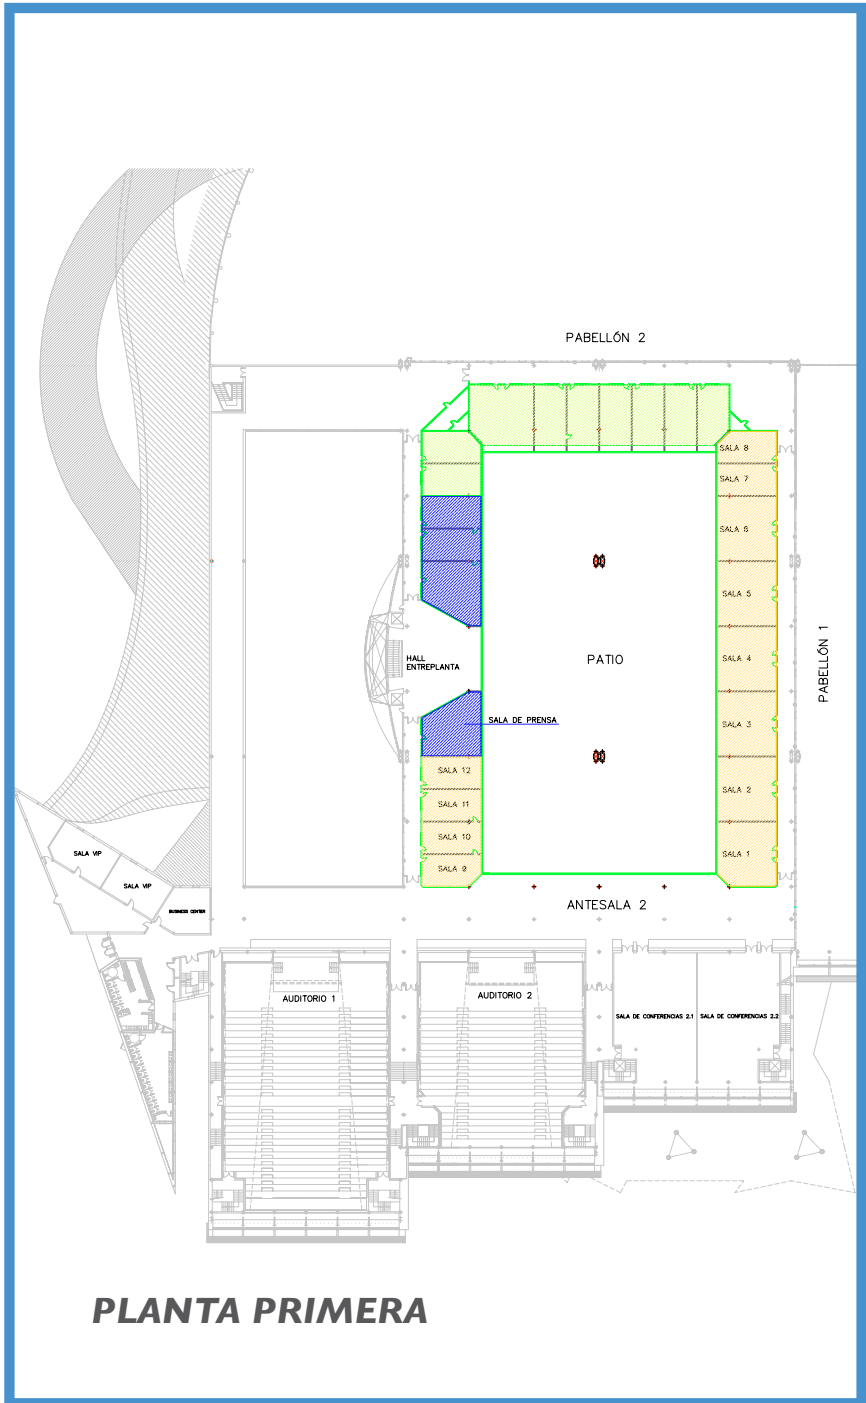 PABELLÓN 2
SALA 8
SALA 7
SALA 6
SALA 5
SALA 4
SALA 3
SALA 2
SALA 1
PABELLÓN 1
HALL
ENTREPLANTA
PATIO
SALA DE PRENSA
SALA 12
SALA 11
SALA 10
SALA 9
SALA VIP
SALA VIP
BUSINESS CENTER
ANTESALA 2
AUDITORIO 1
AUDITORIO 2
SALA DE CONFERENCIAS 2.1
SALA DE CONFERENCIAS 2.2
PLANTA PRIMERA